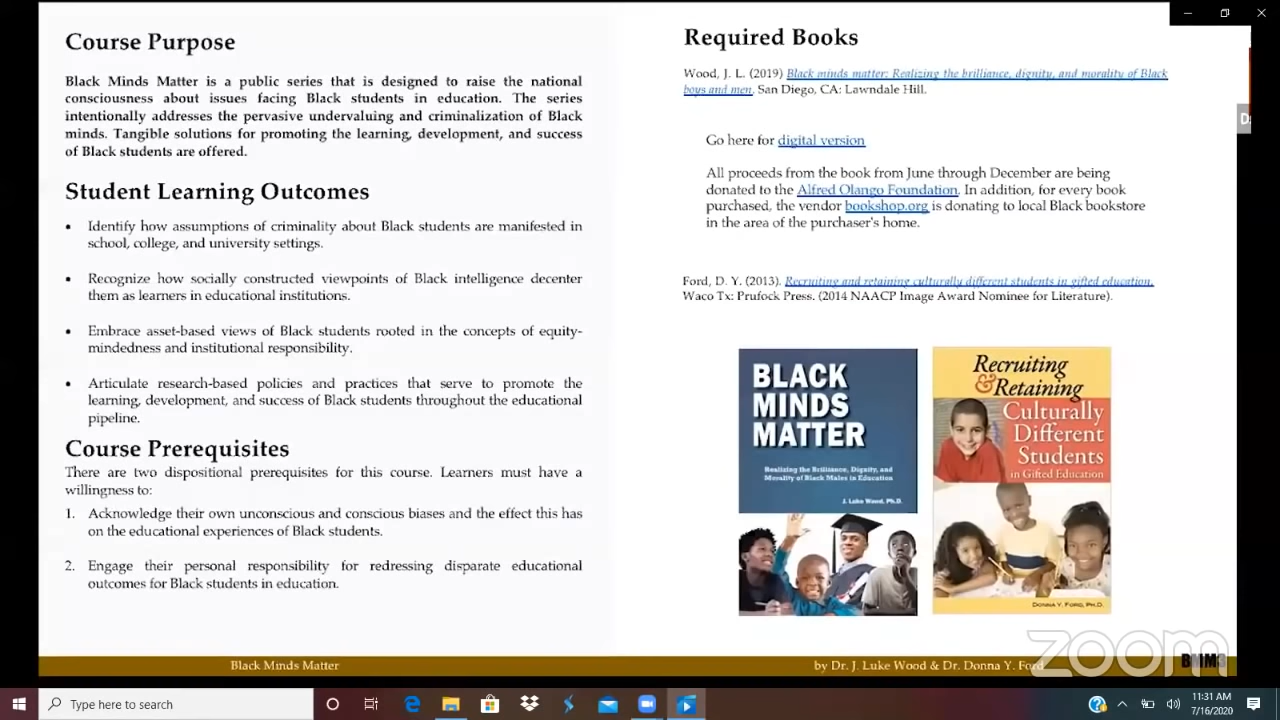 Course Purpose
Black Minds Matter is a public series that is designed to raise the national
consciousness about issues facing Black students in education. The series
intentionally addresses the pervasive undervaluing and criminalization of Black
minds. Tangible solutions for promoting the learning, development, and success
of Black students are offered.
Student Learning Outcomes
• Identify how assumptions of criminality about Black students are manifested in
school, college, and university settings.
• Recognize how socially constructed viewpoints of Black intelligence decenter
them as learners in educational institutions.
• Embrace asset-based views of Black students rooted in the concepts of equity-
mindedness and institutional responsibility.
• Articulate research-based policies and practices that serve to promote the
learning, development, and success of Black students throughout the educational
pipeline.
Course Prerequisites
There are two dispositional prerequisites for this course. Learners must have a
willingness to:
1. Acknowledge their own unconscious and conscious biases and the effect this has
on the educational experiences of Black students.
2. Engage their personal responsibility for redressing disparate educational
outcomes for Black students in education.
Required Books
Wood, J. L. (2019) Black minds matter: Realizing the brilliance, dignity, and morality of Black
boys and men. San Diego, CA: Lawndale Hill.
Go here for digital version
All proceeds from the book from June through December are being
donated to the Alfred Olango Foundation. In addition, for every book
purchased, the vendor bookshop.org is donating to local Black bookstore
in the area of the purchaser's home.
Ford, D. Y. (2013). Recruiting and retaining culturally different students in gifted education.
Waco Tx: Prufock Press. (2014 NAACP Image Award Nominee for Literature).
BLACK
MINDS
MATTER
Realizing the Brilliance, Dignity, and
Morality of Black Males in Education
J. Luke Wood, Ph.D.
Recruiting
& Retaining
Culturally
Different
Students
in Gifted Education
DONNA Y. FORD, PH.D.
Black Minds Matter
by Dr. J. Luke Wood & Dr. Donna Y. Ford
BMM3
zoom
Type here to search
11:31 AM
7/16/2020